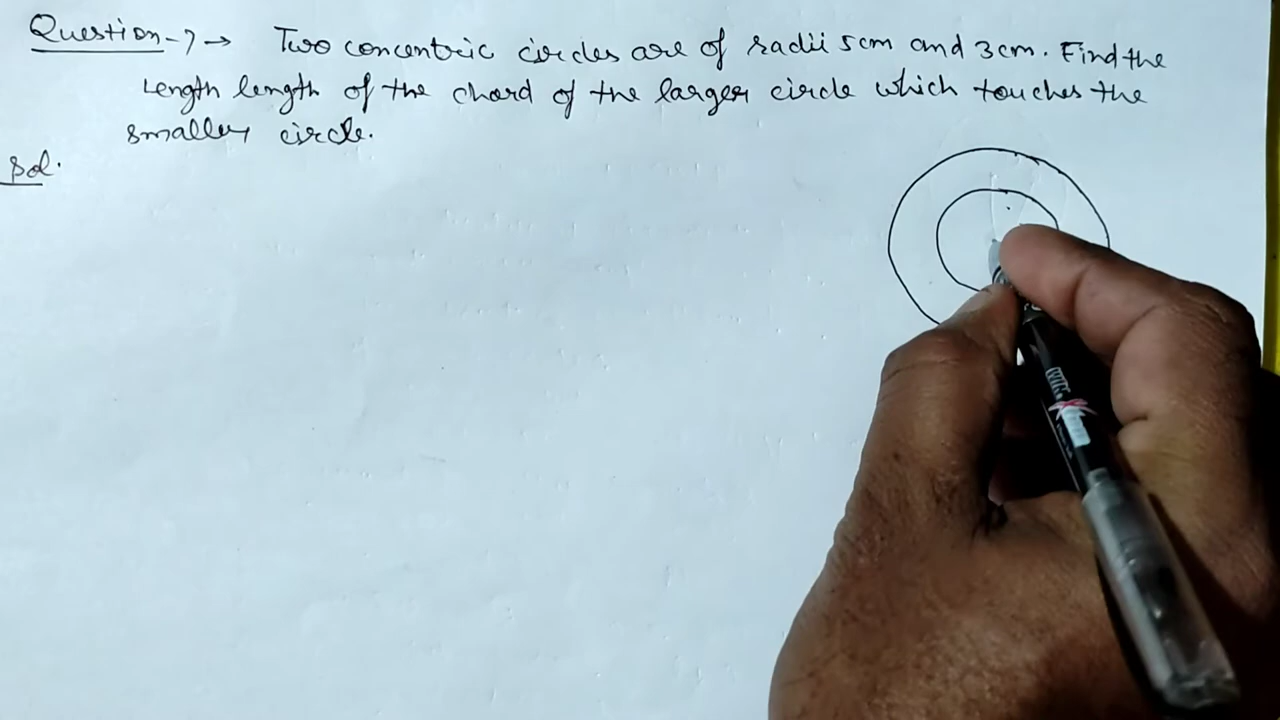 Question-7→ Two concentric circles are of radii 5cm and 3cm. Find the
Length length of the chord of the larger circle which touches the
smaller circle.
Sol.